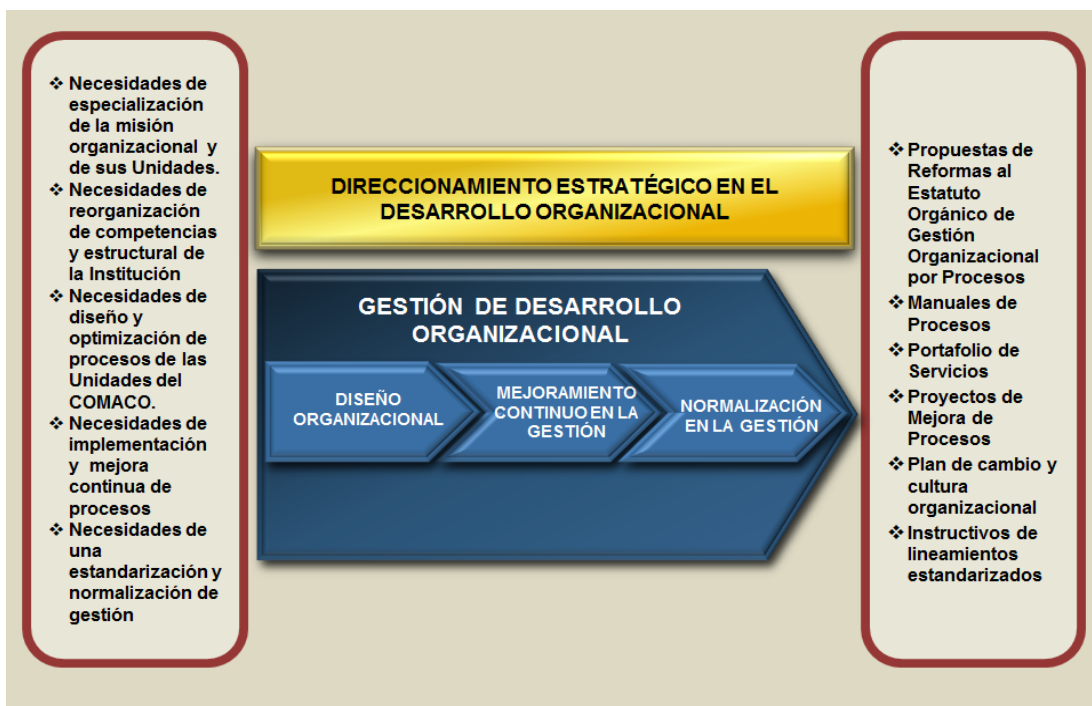 ❖ Necesidades de
especialización
de la misión
organizacional y
de sus Unidades.
❖ Necesidades de
reorganización
de competencias
y estructural de
la Institución
❖ Necesidades de
diseño y
optimización de
procesos de las
Unidades del
COMACO.
❖ Necesidades de
implementación
y mejora
continua de
procesos
❖ Necesidades de
una
estandarización y
normalización de
gestión
DIRECCIONAMIENTO ESTRATÉGICO EN EL
DESARROLLO ORGANIZACIONAL
GESTIÓN DE DESARROLLO
ORGANIZACIONAL
DISEÑO
ORGANIZACIONAL
MEJORAMIENTO
CONTINUO EN LA
GESTIÓN
NORMALIZACIÓN
EN LA GESTIÓN
❖ Propuestas de
Reformas al
Estatuto
Orgánico de
Gestión
Organizacional
por Procesos
❖ Manuales de
Procesos
❖ Portafolio de
Servicios
❖ Proyectos de
Mejora de
Procesos
❖ Plan de cambio y
cultura
organizacional
❖ Instructivos de
lineamientos
estandarizados